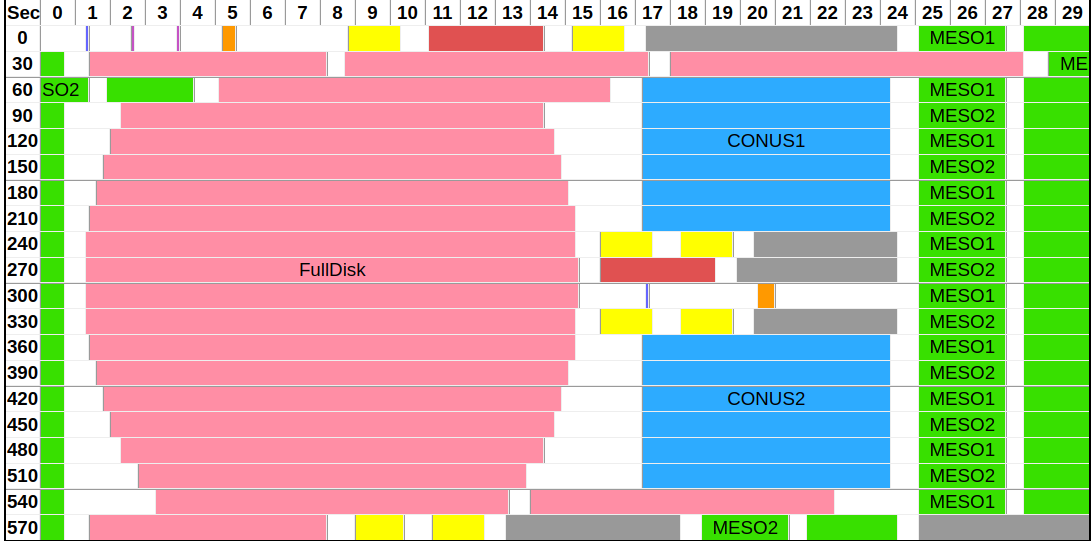 Sec 0 1 2 3 4 5 6 7 8 9 10 11 12 13 14 15 16 17 18 19 20 21 22 23 24 25 26 27 28 29
0 MESO1
30 ME
60 SO2 MESO1
90 MESO2
120 CONUS1 MESO1
150 MESO2
180 MESO1
210 MESO2
240 MESO1
270 FullDisk MESO2
300 MESO1
330 MESO2
360 MESO1
390 MESO2
420 CONUS2 MESO1
450 MESO2
480 MESO1
510 MESO2
540 MESO1
570 MESO2